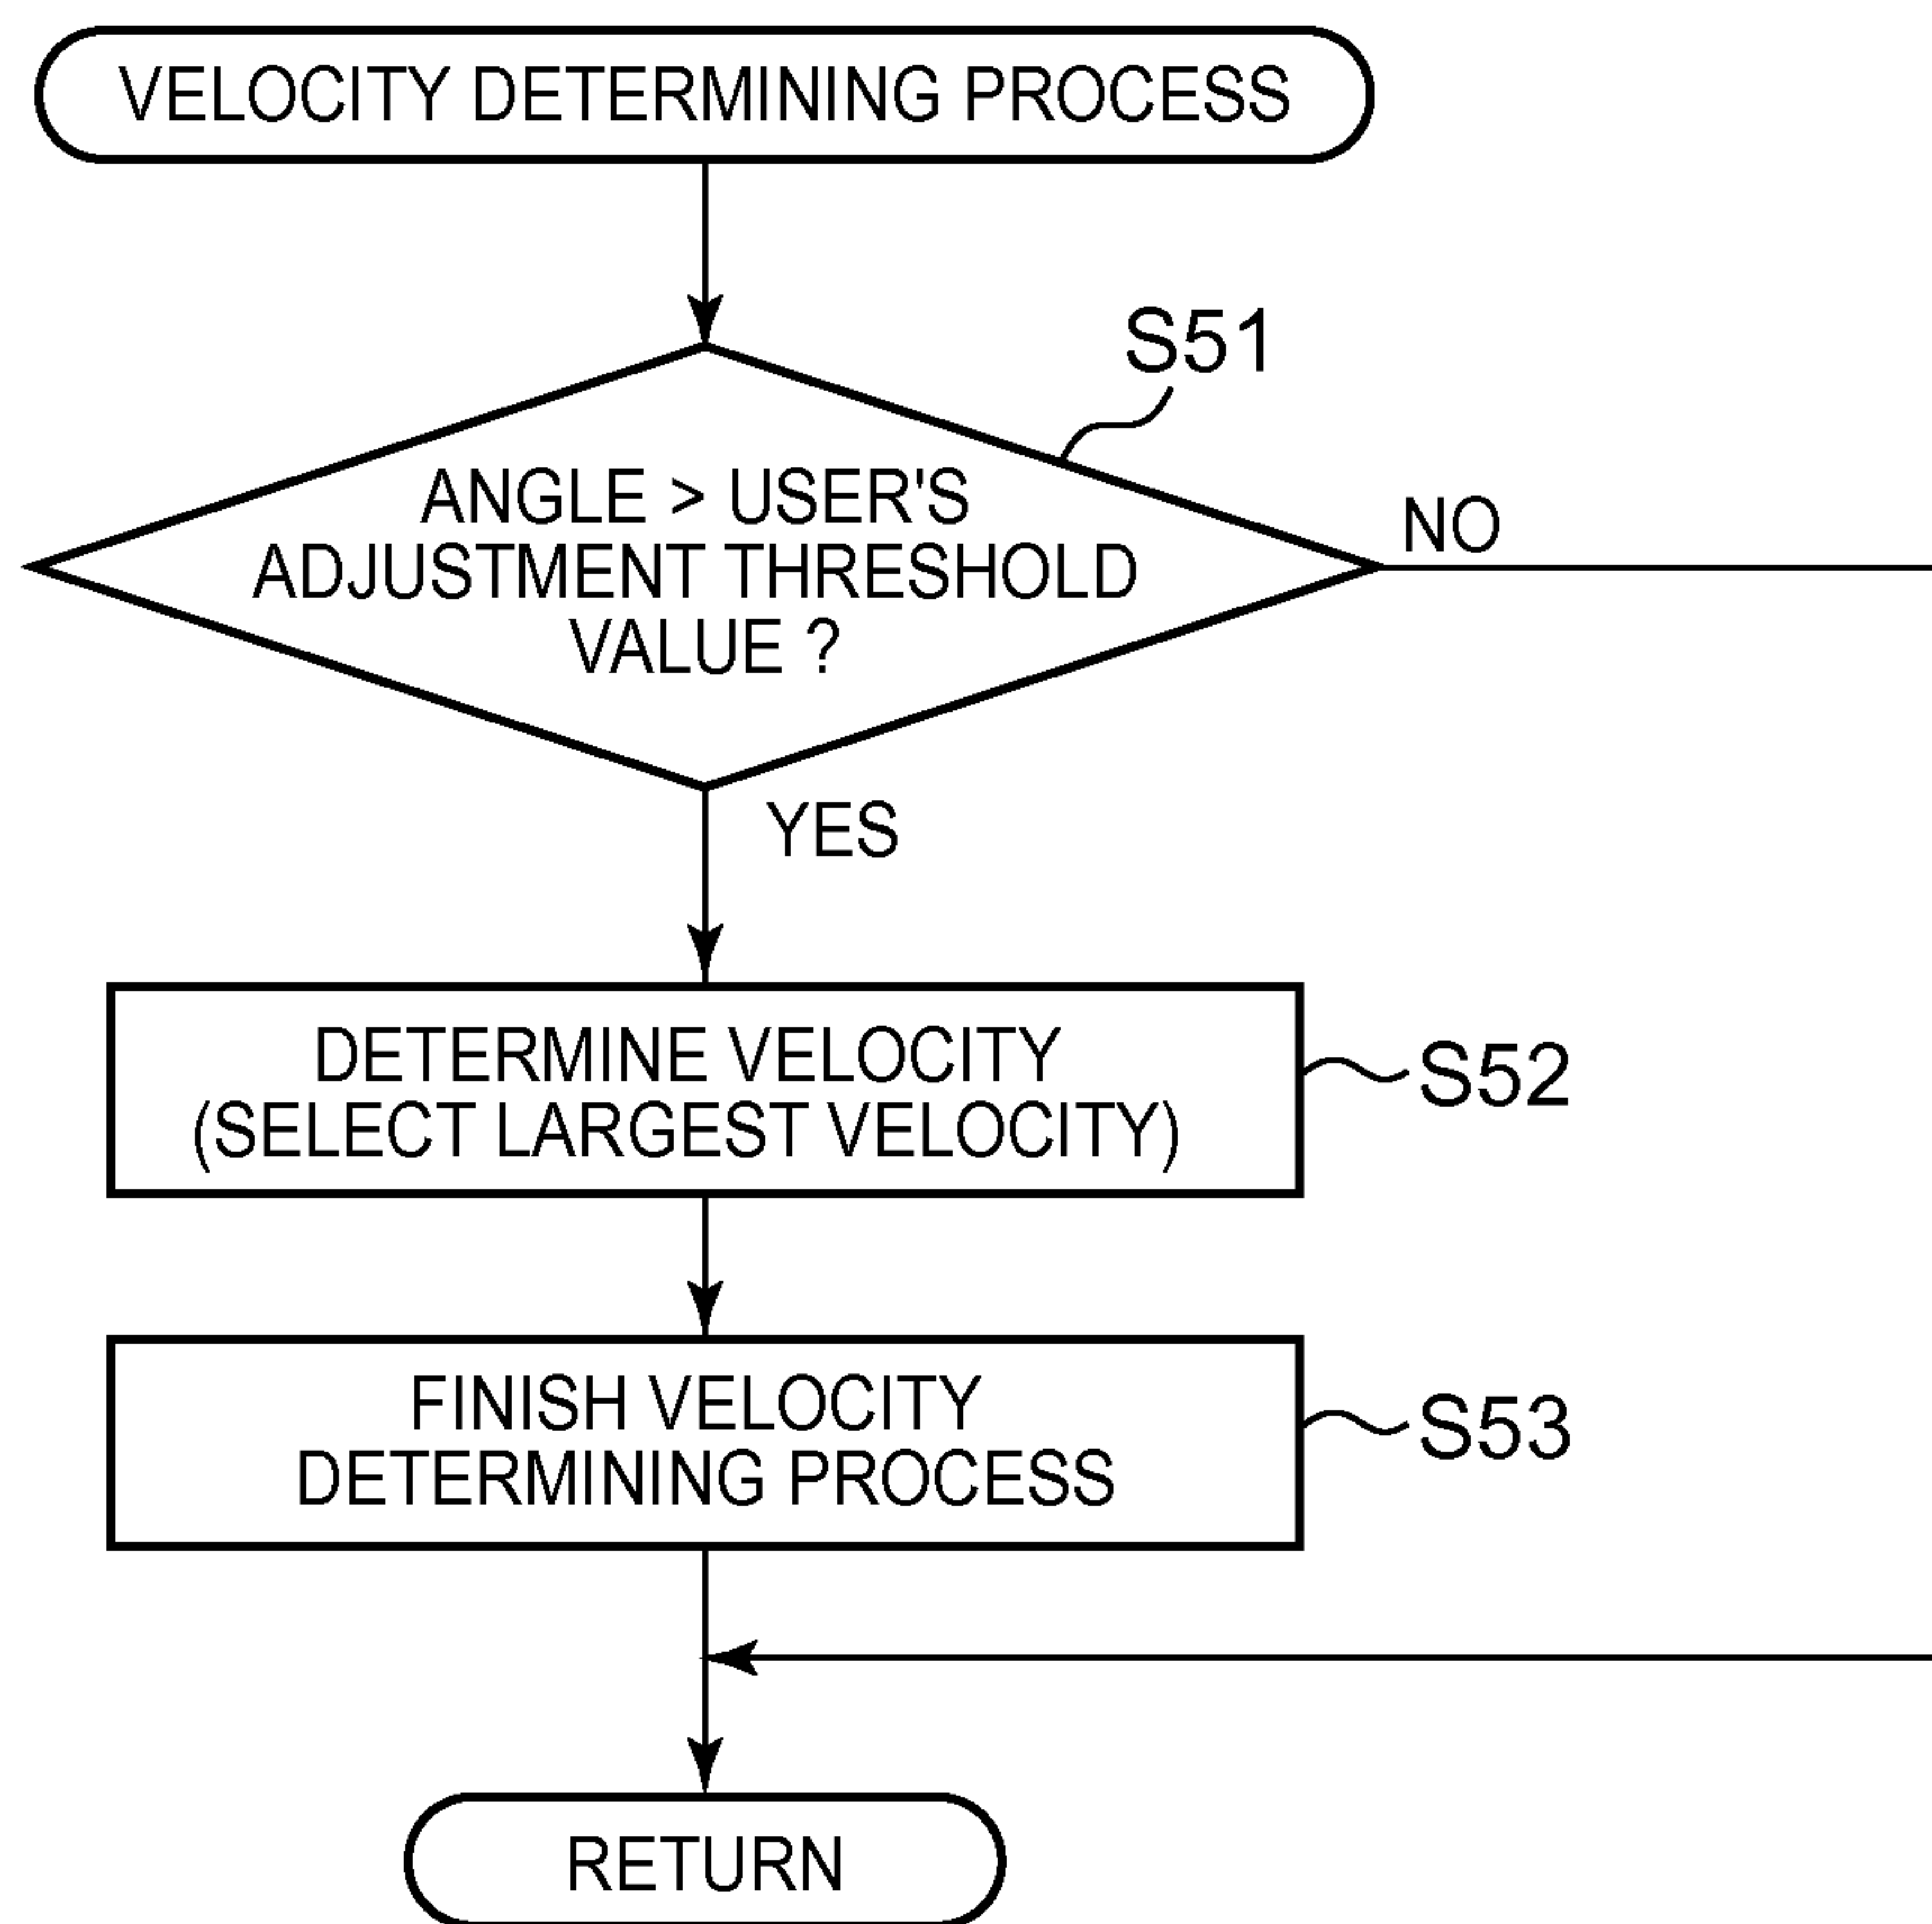 VELOCITY DETERMINING PROCESS
S51
ANGLE > USER'S
ADJUSTMENT THRESHOLD
VALUE ?
NO
YES
DETERMINE VELOCITY
(SELECT LARGEST VELOCITY)
S52
FINISH VELOCITY
DETERMINING PROCESS
S53
RETURN